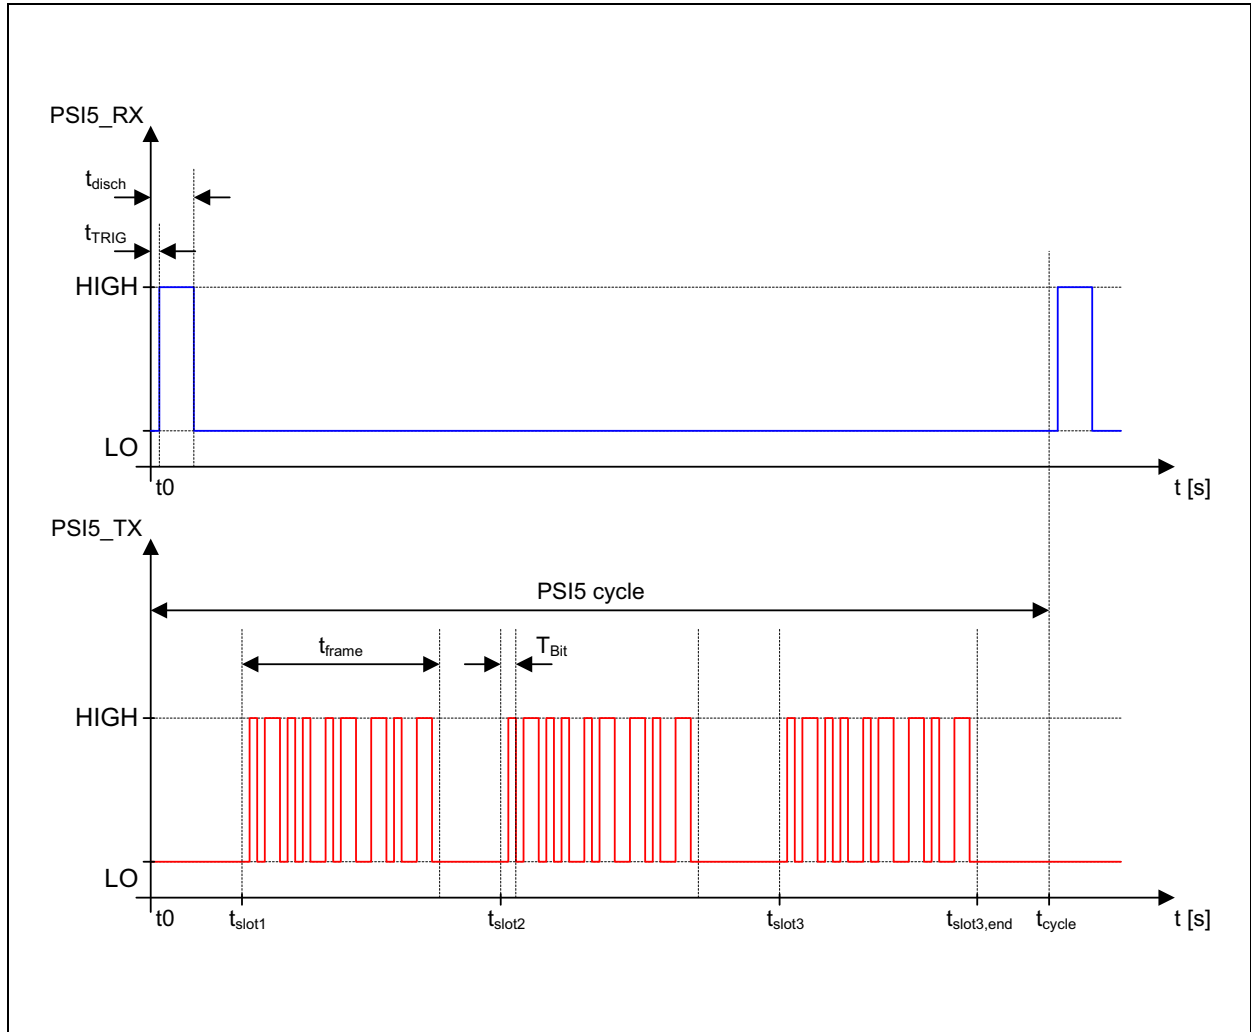 PSI5_RX
tdisch
tTRIG
HIGH
LO
t0
t [s]
PSI5_TX
PSI5 cycle
tframe
TBit
HIGH
LO
t0
tslot1
tslot2
tslot3
tslot3,end
tcycle
t [s]